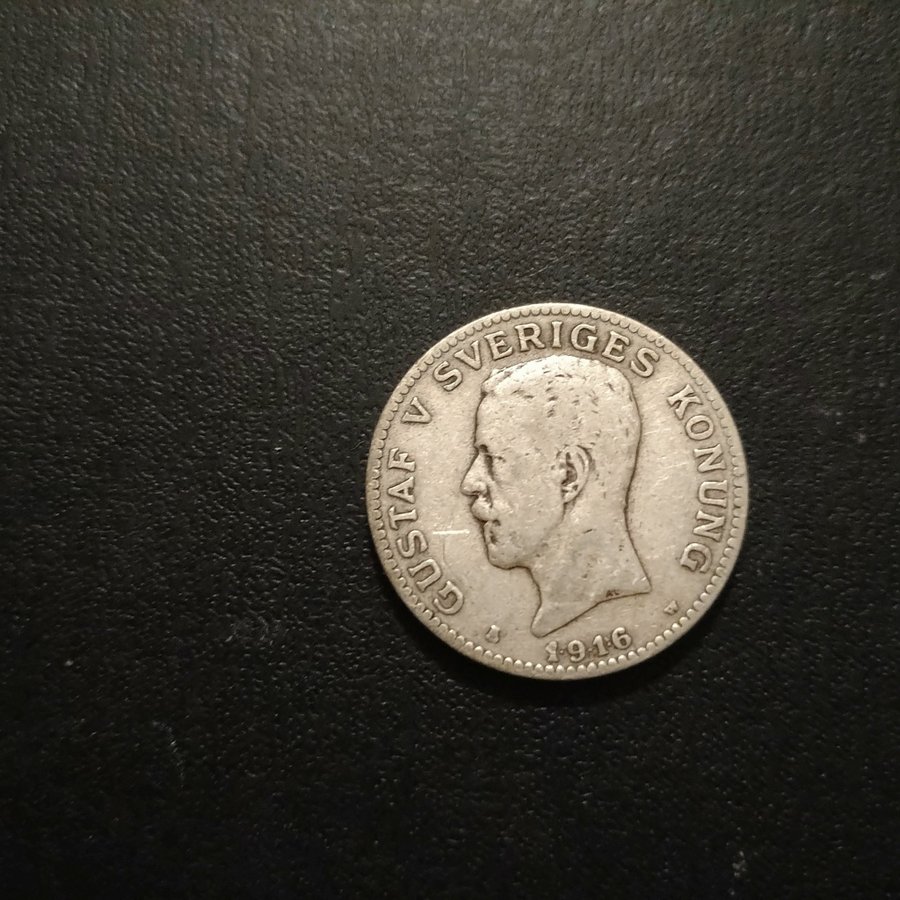 GUSTAF V SVERIGES KONUNG
1916
W